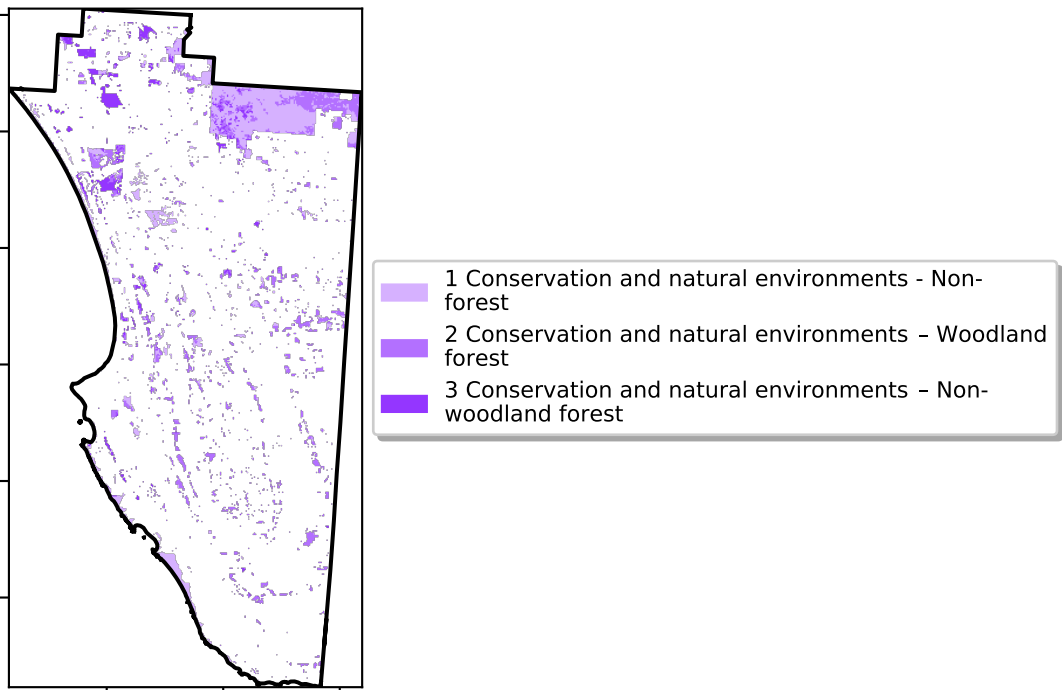 1 Conservation and natural environments - Non-
forest
2 Conservation and natural environments – Woodland
forest
3 Conservation and natural environments – Non-
woodland forest